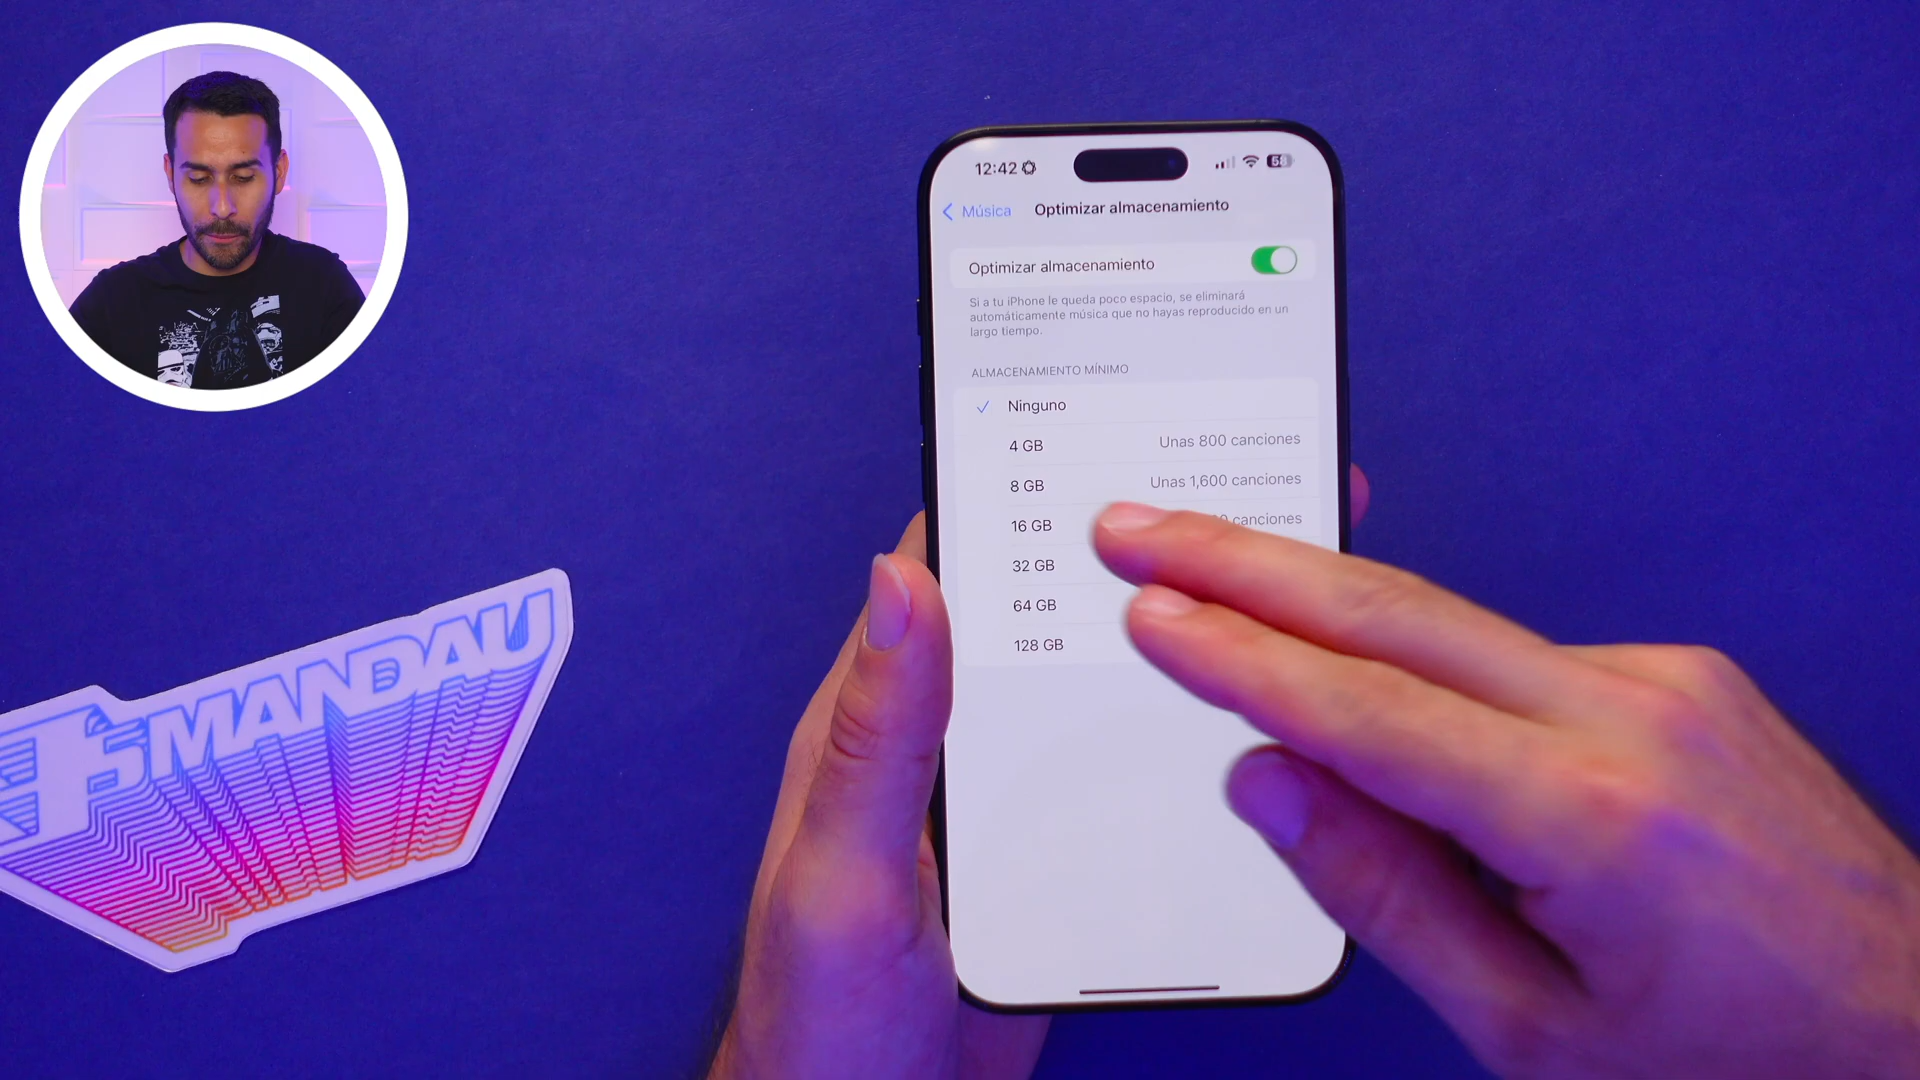 12:42
58
Música
Optimizar almacenamiento
Optimizar almacenamiento
Si a tu iPhone le queda poco espacio, se eliminará
automáticamente música que no hayas reproducido en un
largo tiempo.
ALMACENAMIENTO MÍNIMO
Ninguno
4 GB Unas 800 canciones
8 GB Unas 1,600 canciones
16 GB canciones
32 GB
64 GB
128 GB
ISMANDAU